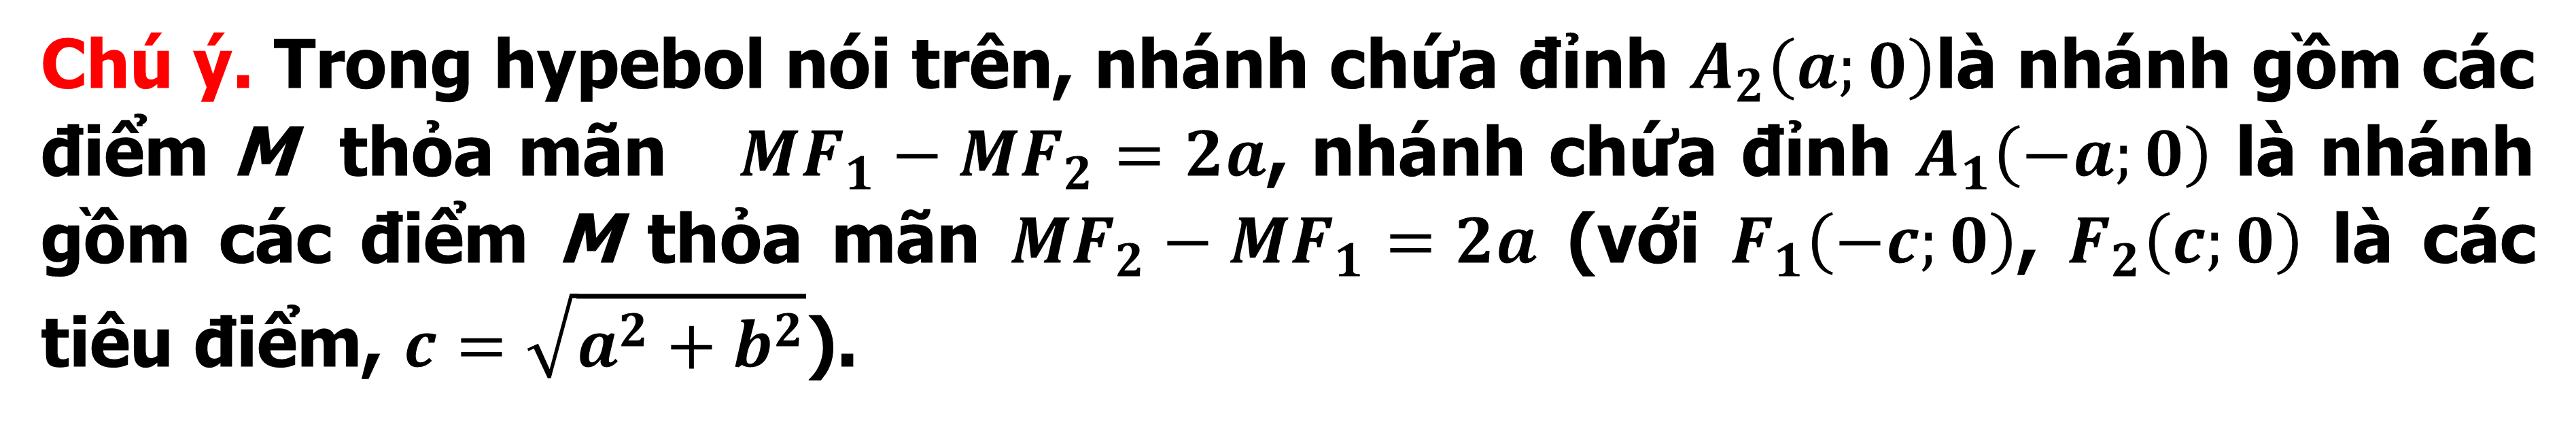 Chú ý. Trong hypebol nói trên, nhánh chứa đỉnh A₂(a; 0)là nhánh gồm các
điểm M thỏa mãn MF₁ − MF₂ = 2a, nhánh chứa đỉnh A₁(−a; 0) là nhánh
gồm các điểm M thỏa mãn MF₂ − MF₁ = 2a (với F₁(−c; 0), F₂(c; 0) là các
tiêu điểm, c = √(a² + b²)).